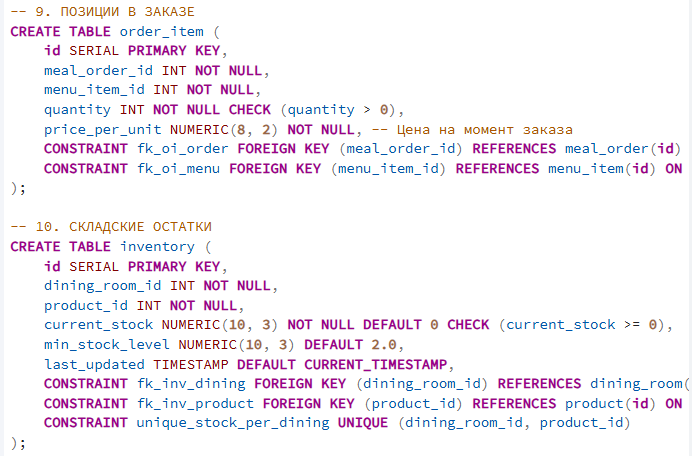 -- 9. ПОЗИЦИИ В ЗАКАЗЕ
CREATE TABLE order_item (
    id SERIAL PRIMARY KEY,
    meal_order_id INT NOT NULL,
    menu_item_id INT NOT NULL,
    quantity INT NOT NULL CHECK (quantity > 0),
    price_per_unit NUMERIC(8, 2) NOT NULL, -- Цена на момент заказа
    CONSTRAINT fk_oi_order FOREIGN KEY (meal_order_id) REFERENCES meal_order(id)
    CONSTRAINT fk_oi_menu FOREIGN KEY (menu_item_id) REFERENCES menu_item(id) ON
);

-- 10. СКЛАДСКИЕ ОСТАТКИ
CREATE TABLE inventory (
    id SERIAL PRIMARY KEY,
    dining_room_id INT NOT NULL,
    product_id INT NOT NULL,
    current_stock NUMERIC(10, 3) NOT NULL DEFAULT 0 CHECK (current_stock >= 0),
    min_stock_level NUMERIC(10, 3) DEFAULT 2.0,
    last_updated TIMESTAMP DEFAULT CURRENT_TIMESTAMP,
    CONSTRAINT fk_inv_dining FOREIGN KEY (dining_room_id) REFERENCES dining_room(
    CONSTRAINT fk_inv_product FOREIGN KEY (product_id) REFERENCES product(id) ON
    CONSTRAINT unique_stock_per_dining UNIQUE (dining_room_id, product_id)
);